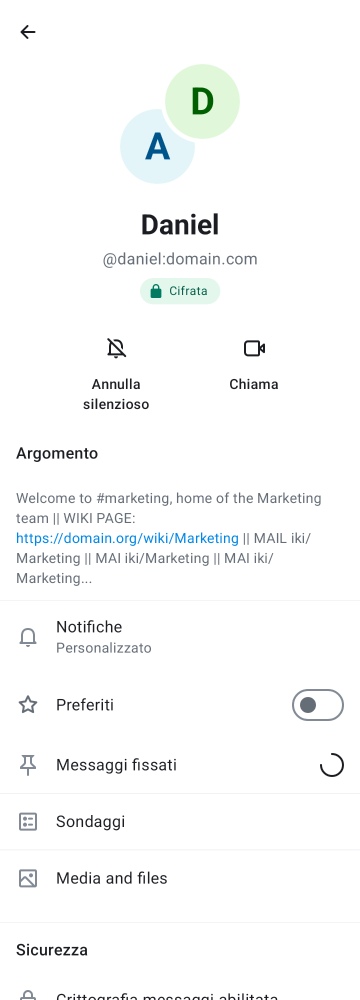 D
A
Daniel
@daniel:domain.com
Cifrata
Annulla
silenzioso
Chiama
Argomento
Welcome to #marketing, home of the Marketing
team || WIKI PAGE:
https://domain.org/wiki/Marketing || MAIL iki/
Marketing || MAI iki/Marketing || MAI iki/
Marketing...
Notifiche
Personalizzato
Preferiti
Messaggi fissati
Sondaggi
Media and files
Sicurezza
Crittografia messaggi abilitata